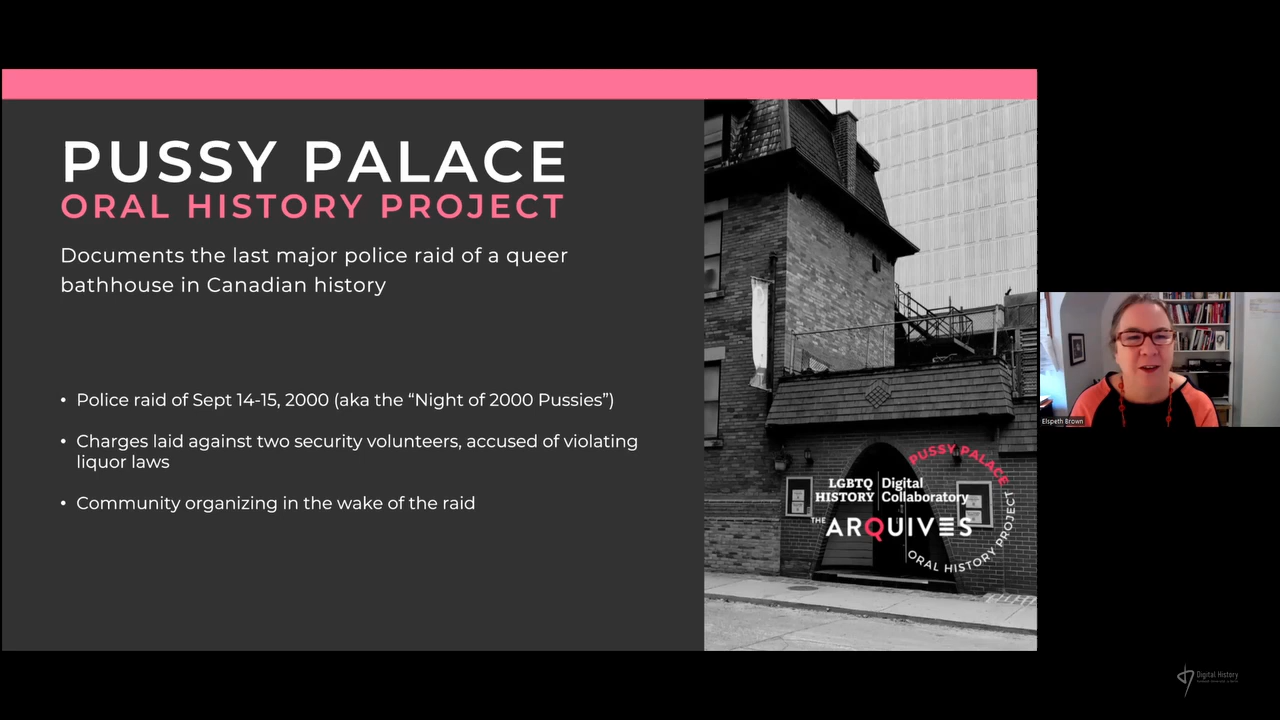 PUSSY PALACE
ORAL HISTORY PROJECT
Documents the last major police raid of a queer
bathhouse in Canadian history
• Police raid of Sept 14-15, 2000 (aka the “Night of 2000 Pussies”)
• Charges laid against two security volunteers, accused of violating
liquor laws
• Community organizing in the wake of the raid
PUSSY PALACE
LGBTQ HISTORY
Digital Collaboratory
THE ARQUIVES
ORAL HISTORY PROJECT
Elspeth Brown
Digital History